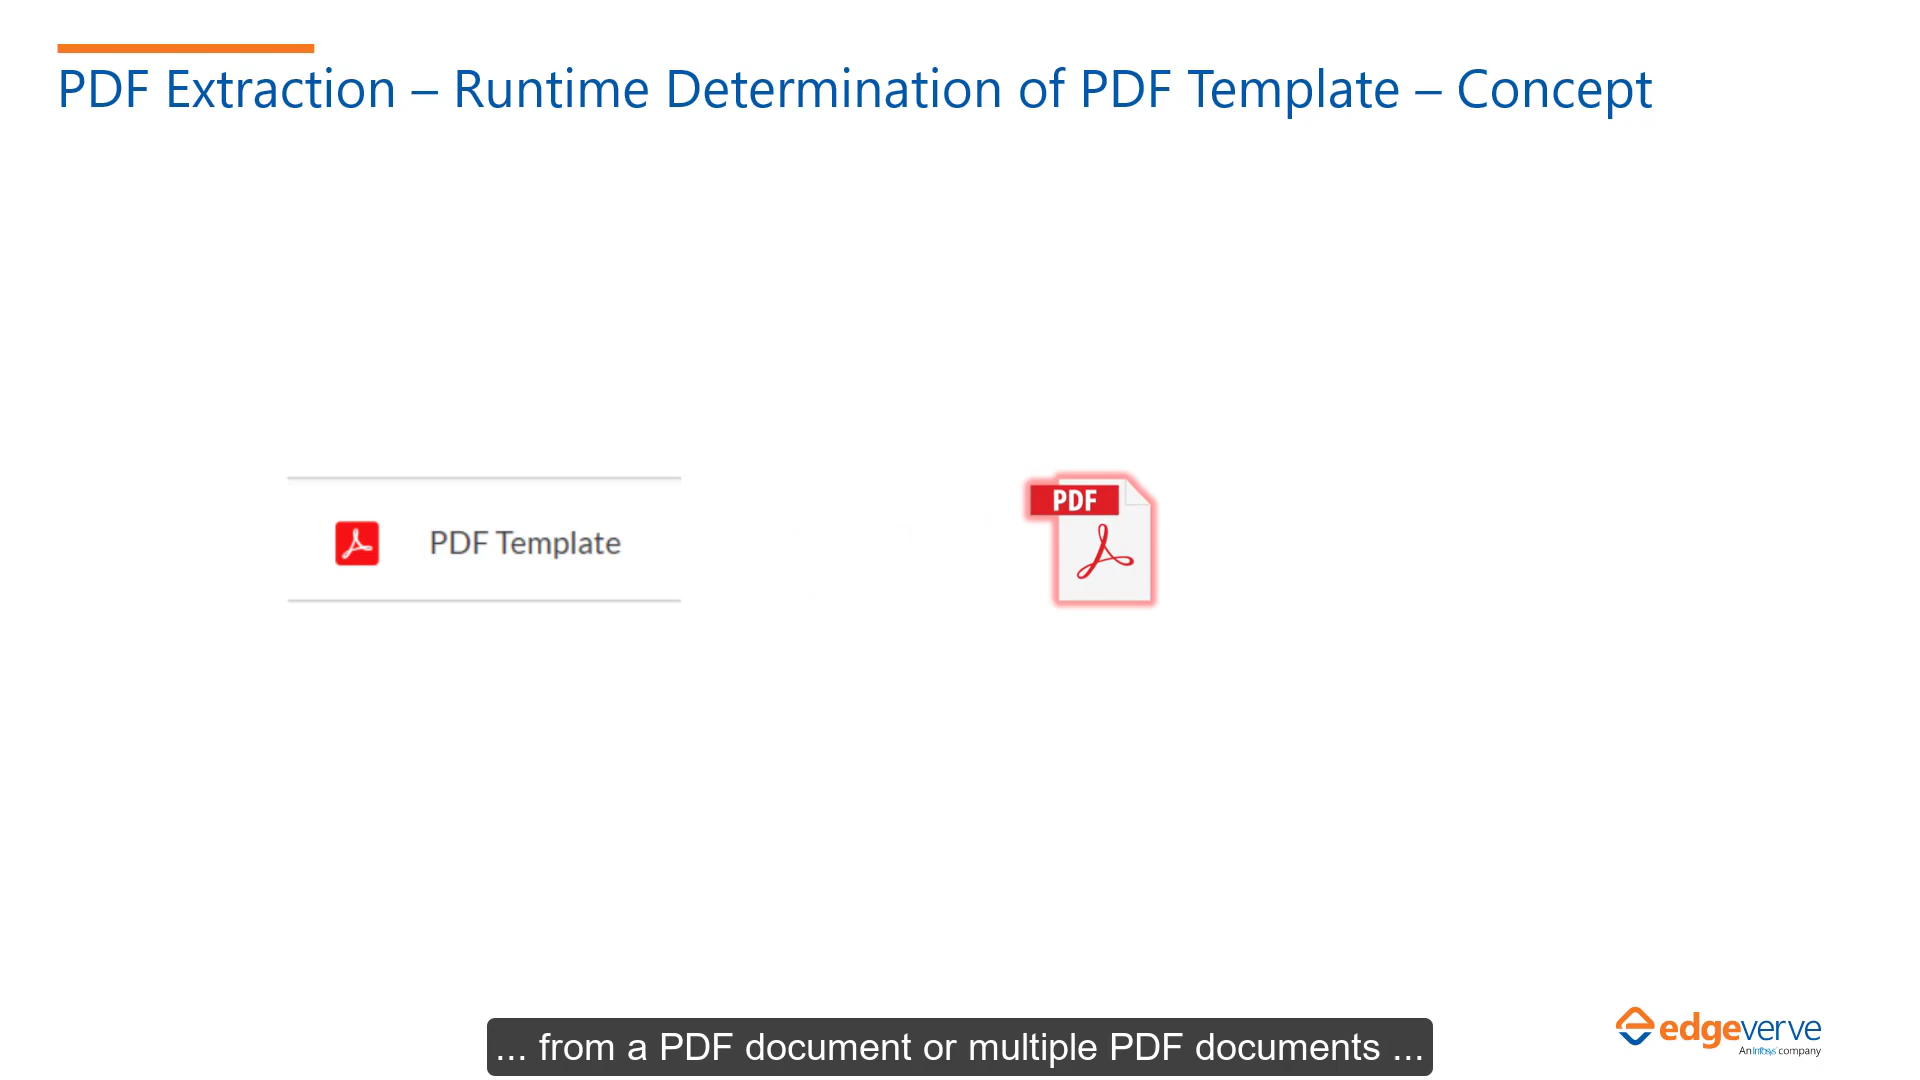 PDF Extraction – Runtime Determination of PDF Template – Concept
PDF Template
PDF
edgeverve
An Infosys company
... from a PDF document or multiple PDF documents ...